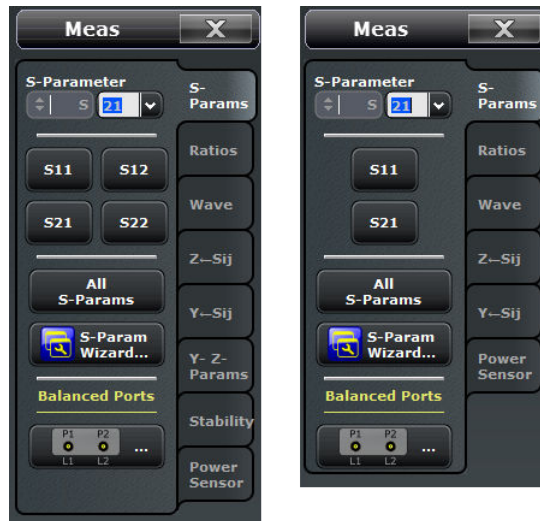 Meas X
S-Parameter
S 21
S11 S12
S21 S22
All
S-Params
S-Param
Wizard...
Balanced Ports
P1 P2
...
L1 L2
S-
Params
Ratios
Wave
Z←Sij
Y←Sij
Y- Z-
Params
Stability
Power
Sensor
Meas X
S-Parameter
S 21
S11
S21
All
S-Params
S-Param
Wizard...
Balanced Ports
P1 P2
...
L1 L2
S-
Params
Ratios
Wave
Z←Sij
Y←Sij
Power
Sensor